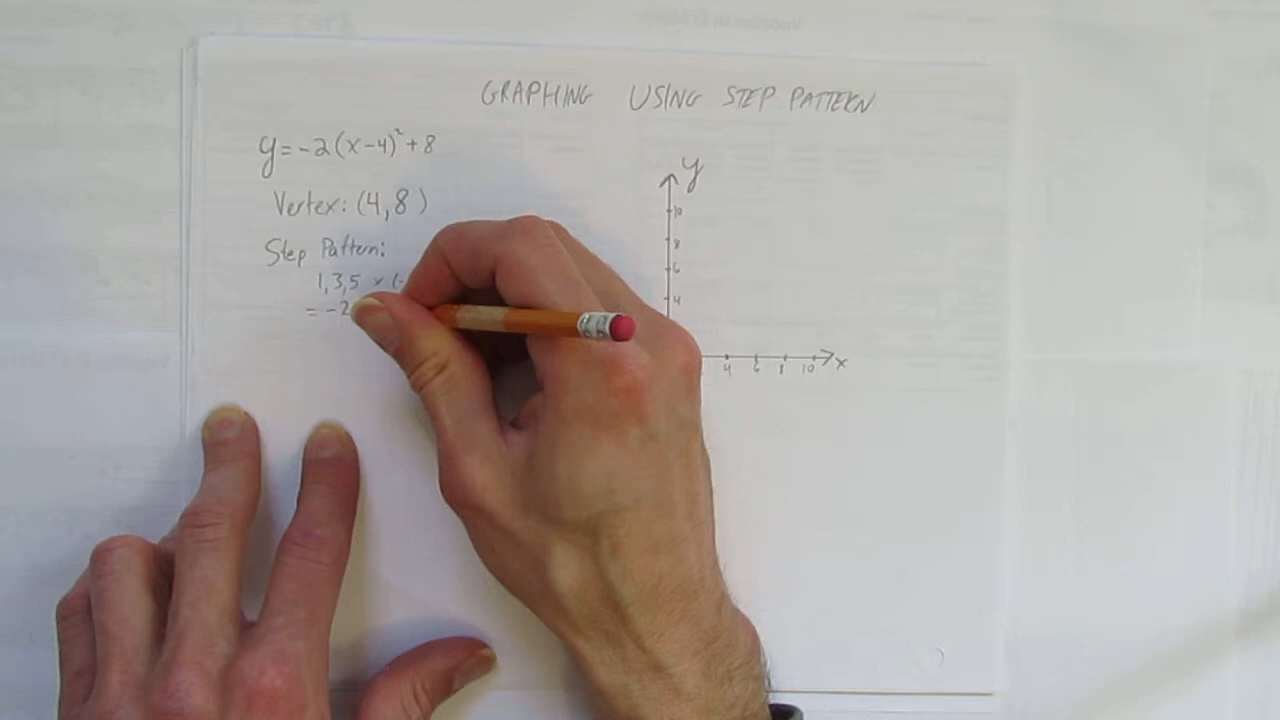 GRAPHING USING STEP PATTERN
y = -2(x-4)² + 8
Vertex: (4, 8)
Step Pattern:
1, 3, 5 × (-
= -2
y
10
8
6
4
4 6 8 10 x